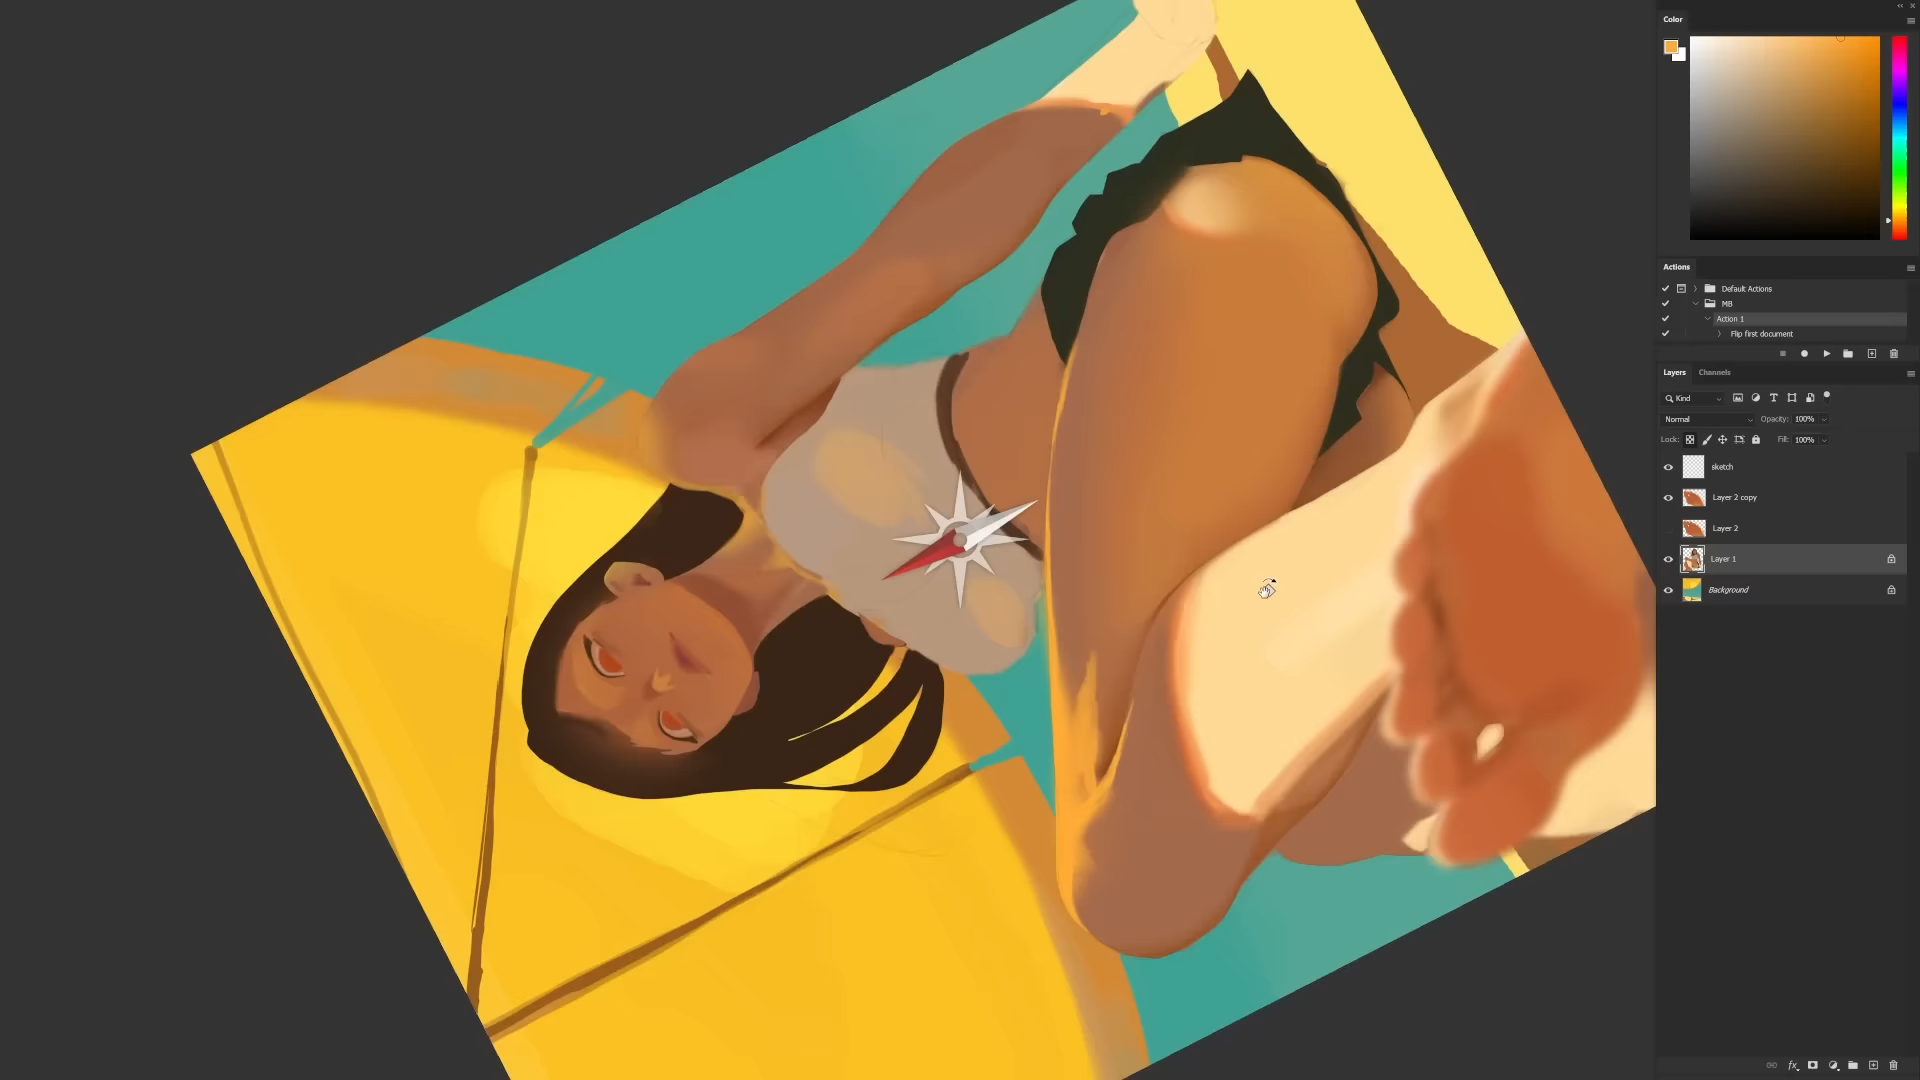 Color
Actions
Default Actions
MB
Action 1
Flip first document
Layers Channels
Kind
Normal Opacity: 100%
Lock: Fill: 100%
sketch
Layer 2 copy
Layer 2
Layer 1
Background
fx